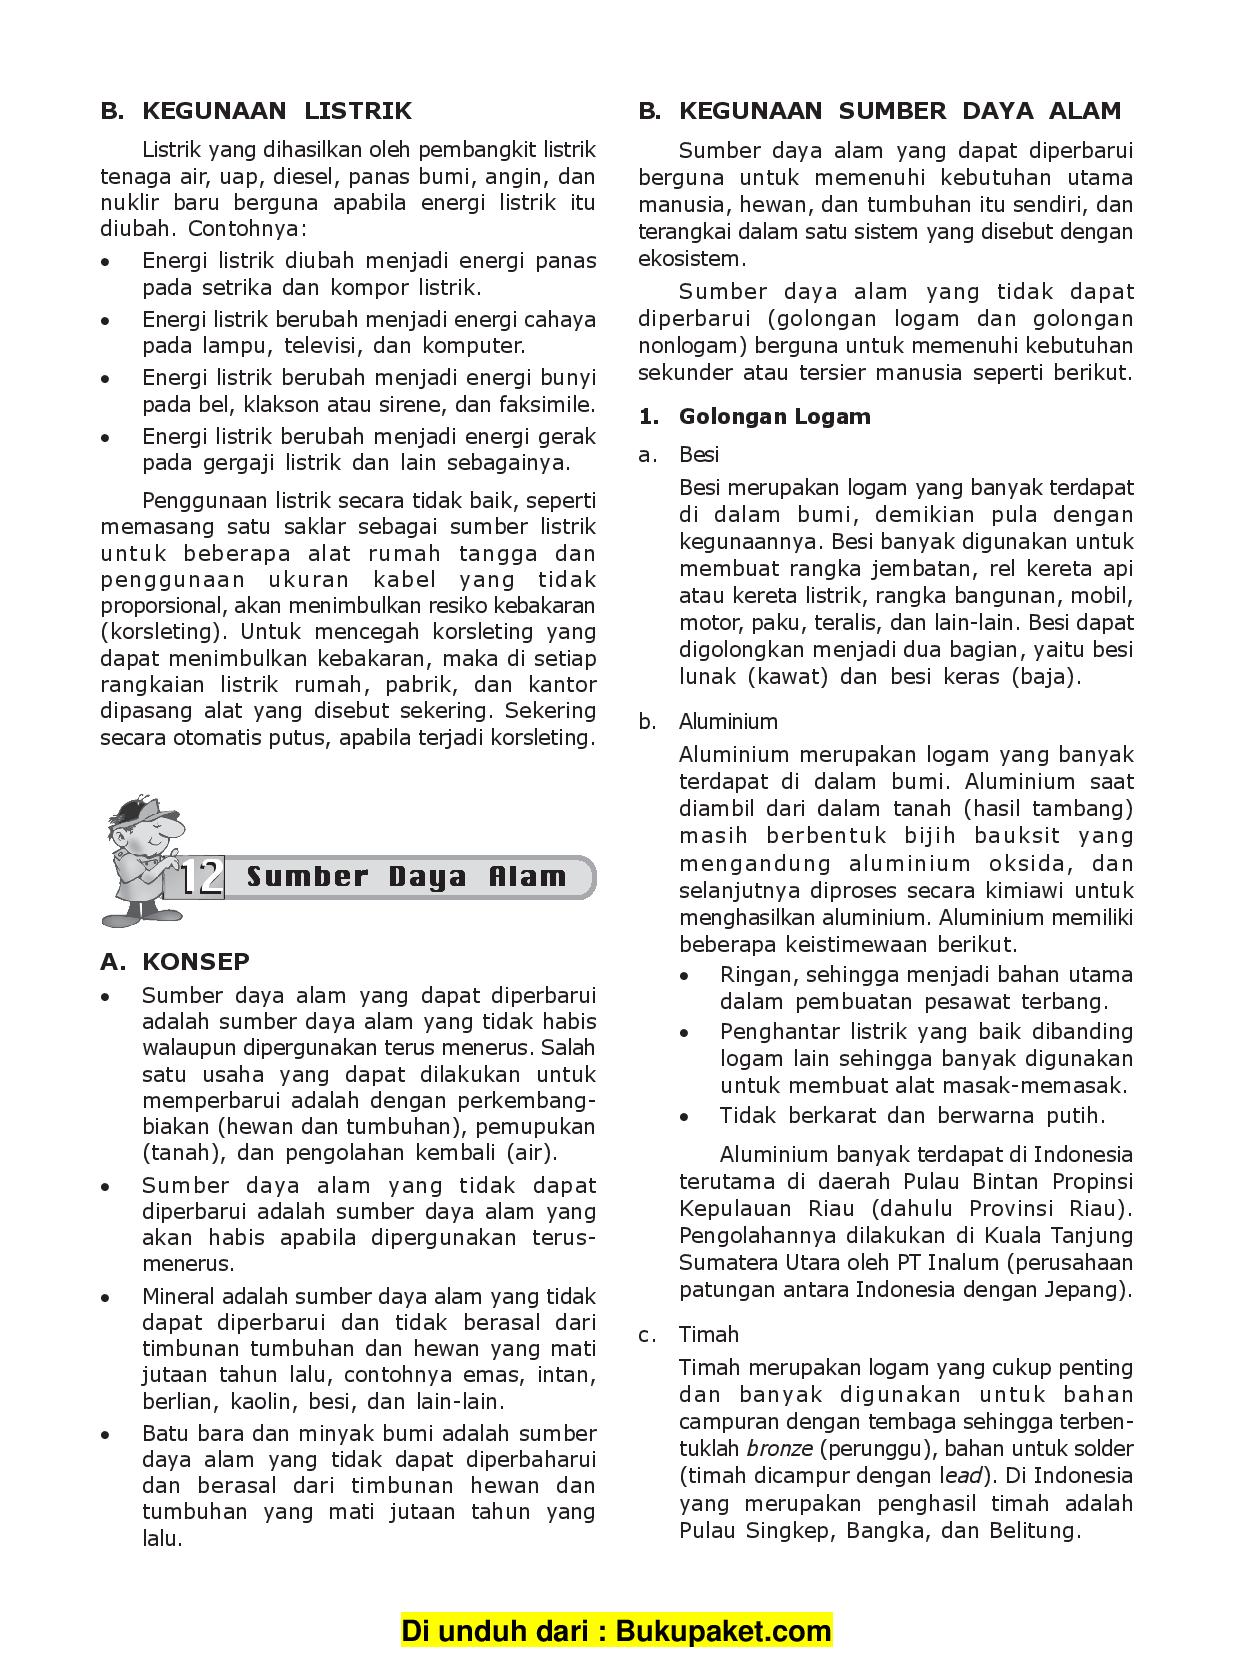 B. KEGUNAAN LISTRIK
Listrik yang dihasilkan oleh pembangkit listrik
tenaga air, uap, diesel, panas bumi, angin, dan
nuklir baru berguna apabila energi listrik itu
diubah. Contohnya:
• Energi listrik diubah menjadi energi panas
pada setrika dan kompor listrik.
• Energi listrik berubah menjadi energi cahaya
pada lampu, televisi, dan komputer.
• Energi listrik berubah menjadi energi bunyi
pada bel, klakson atau sirene, dan faksimile.
• Energi listrik berubah menjadi energi gerak
pada gergaji listrik dan lain sebagainya.
Penggunaan listrik secara tidak baik, seperti
memasang satu saklar sebagai sumber listrik
untuk beberapa alat rumah tangga dan
penggunaan ukuran kabel yang tidak
proporsional, akan menimbulkan resiko kebakaran
(korsleting). Untuk mencegah korsleting yang
dapat menimbulkan kebakaran, maka di setiap
rangkaian listrik rumah, pabrik, dan kantor
dipasang alat yang disebut sekering. Sekering
secara otomatis putus, apabila terjadi korsleting.
12 Sumber Daya Alam
A. KONSEP
• Sumber daya alam yang dapat diperbarui
adalah sumber daya alam yang tidak habis
walaupun dipergunakan terus menerus. Salah
satu usaha yang dapat dilakukan untuk
memperbarui adalah dengan perkembang-
biakan (hewan dan tumbuhan), pemupukan
(tanah), dan pengolahan kembali (air).
• Sumber daya alam yang tidak dapat
diperbarui adalah sumber daya alam yang
akan habis apabila dipergunakan terus-
menerus.
• Mineral adalah sumber daya alam yang tidak
dapat diperbarui dan tidak berasal dari
timbunan tumbuhan dan hewan yang mati
jutaan tahun lalu, contohnya emas, intan,
berlian, kaolin, besi, dan lain-lain.
• Batu bara dan minyak bumi adalah sumber
daya alam yang tidak dapat diperbaharui
dan berasal dari timbunan hewan dan
tumbuhan yang mati jutaan tahun yang
lalu.
B. KEGUNAAN SUMBER DAYA ALAM
Sumber daya alam yang dapat diperbarui
berguna untuk memenuhi kebutuhan utama
manusia, hewan, dan tumbuhan itu sendiri, dan
terangkai dalam satu sistem yang disebut dengan
ekosistem.
Sumber daya alam yang tidak dapat
diperbarui (golongan logam dan golongan
nonlogam) berguna untuk memenuhi kebutuhan
sekunder atau tersier manusia seperti berikut.
1. Golongan Logam
a. Besi
Besi merupakan logam yang banyak terdapat
di dalam bumi, demikian pula dengan
kegunaannya. Besi banyak digunakan untuk
membuat rangka jembatan, rel kereta api
atau kereta listrik, rangka bangunan, mobil,
motor, paku, teralis, dan lain-lain. Besi dapat
digolongkan menjadi dua bagian, yaitu besi
lunak (kawat) dan besi keras (baja).
b. Aluminium
Aluminium merupakan logam yang banyak
terdapat di dalam bumi. Aluminium saat
diambil dari dalam tanah (hasil tambang)
masih berbentuk bijih bauksit yang
mengandung aluminium oksida, dan
selanjutnya diproses secara kimiawi untuk
menghasilkan aluminium. Aluminium memiliki
beberapa keistimewaan berikut.
• Ringan, sehingga menjadi bahan utama
dalam pembuatan pesawat terbang.
• Penghantar listrik yang baik dibanding
logam lain sehingga banyak digunakan
untuk membuat alat masak-memasak.
• Tidak berkarat dan berwarna putih.
Aluminium banyak terdapat di Indonesia
terutama di daerah Pulau Bintan Propinsi
Kepulauan Riau (dahulu Provinsi Riau).
Pengolahannya dilakukan di Kuala Tanjung
Sumatera Utara oleh PT Inalum (perusahaan
patungan antara Indonesia dengan Jepang).
c. Timah
Timah merupakan logam yang cukup penting
dan banyak digunakan untuk bahan
campuran dengan tembaga sehingga terben-
tuklah bronze (perunggu), bahan untuk solder
(timah dicampur dengan lead). Di Indonesia
yang merupakan penghasil timah adalah
Pulau Singkep, Bangka, dan Belitung.
Di unduh dari : Bukupaket.com